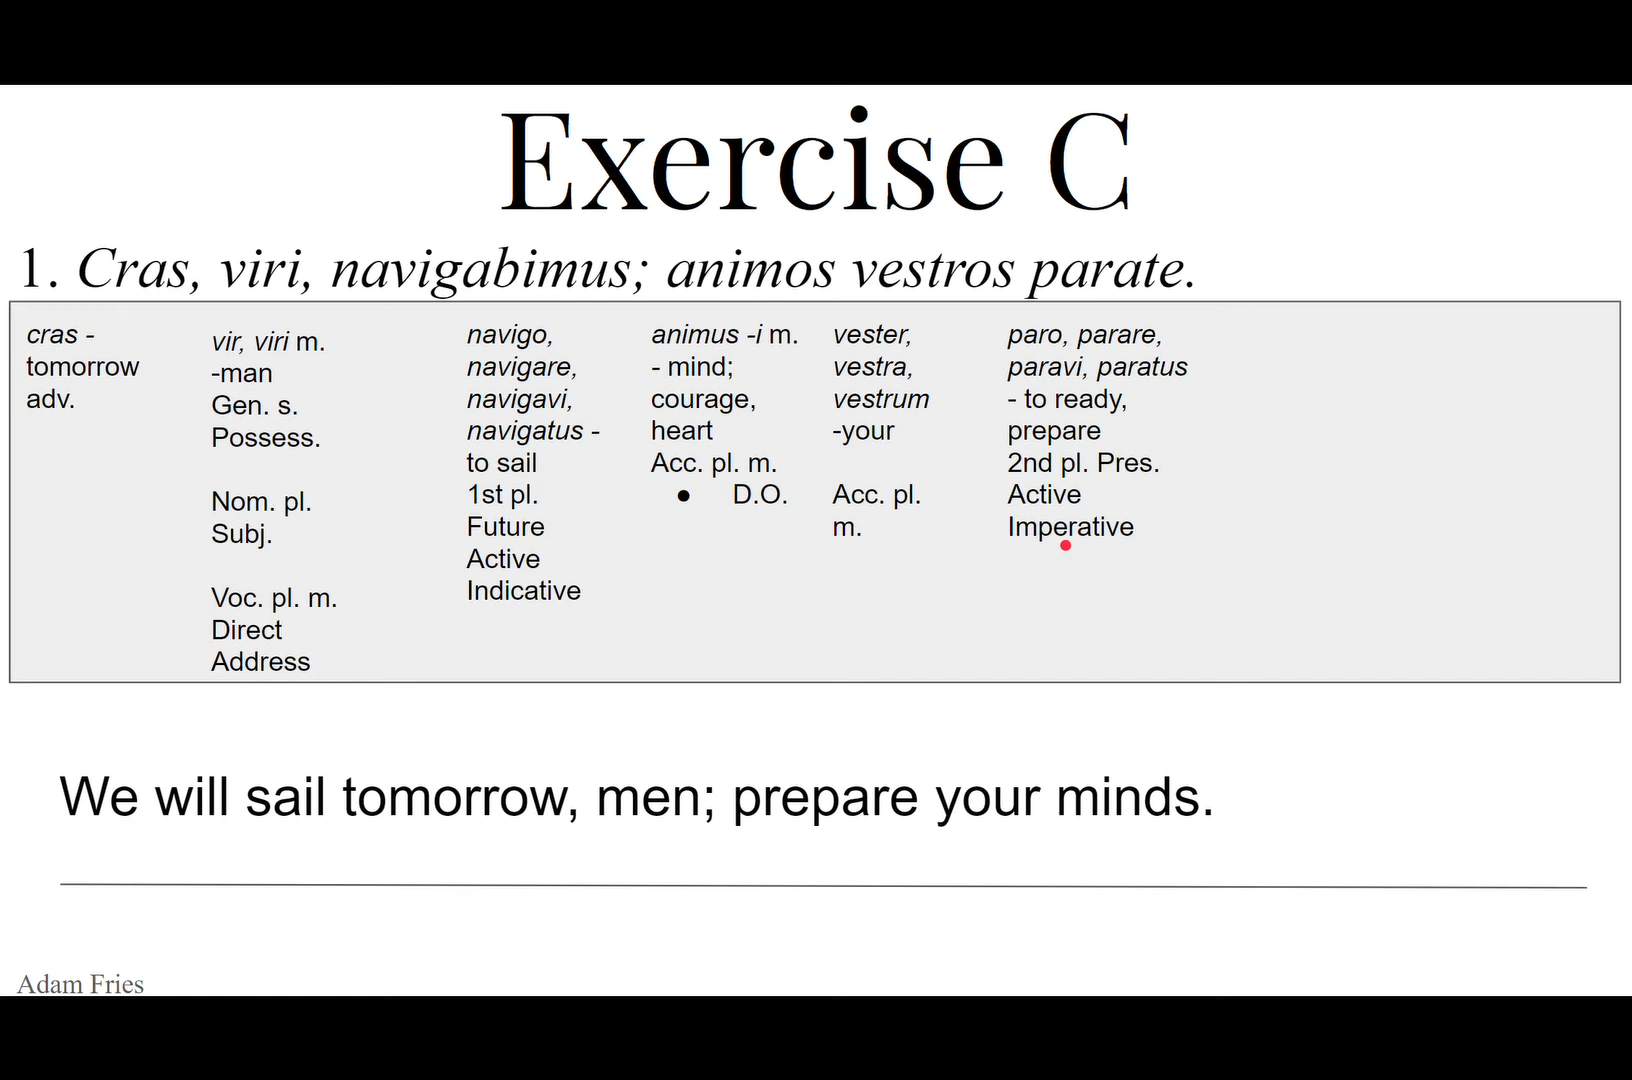 Exercise C
1. Cras, viri, navigabimus; animos vestros parate.
cras -
tomorrow
adv.
vir, viri m.
-man
Gen. s.
Possess.
Nom. pl.
Subj.
Voc. pl. m.
Direct
Address
navigo,
navigare,
navigavi,
navigatus -
to sail
1st pl.
Future
Active
Indicative
animus -i m.
- mind;
courage,
heart
Acc. pl. m.
● D.O.
vester,
vestra,
vestrum
-your
Acc. pl.
m.
paro, parare,
paravi, paratus
- to ready,
prepare
2nd pl. Pres.
Active
Imperative
We will sail tomorrow, men; prepare your minds.
Adam Fries